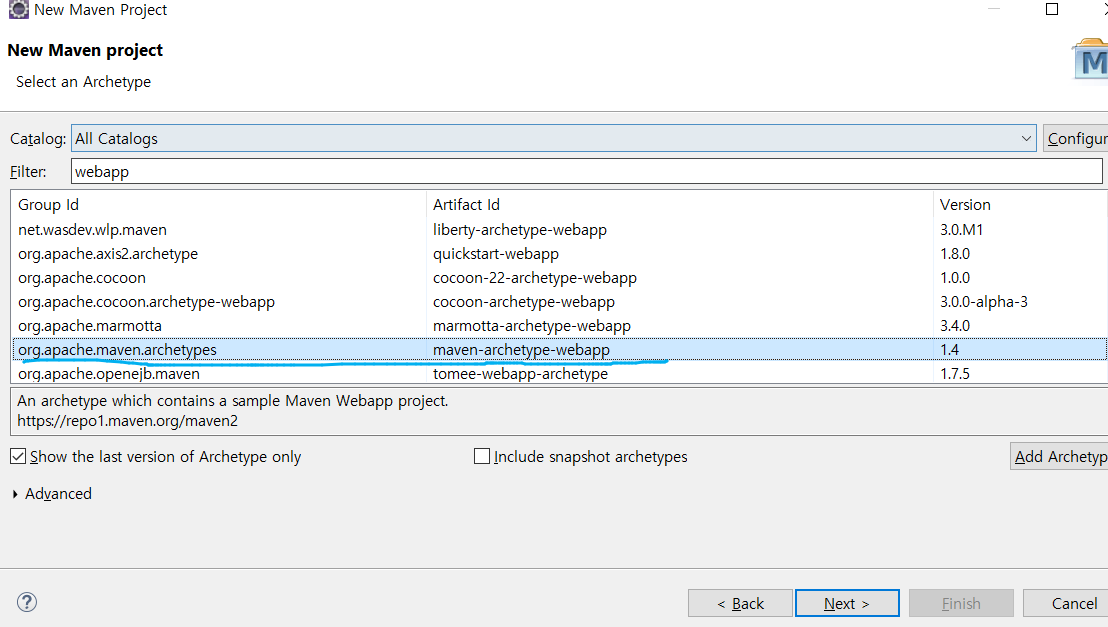 New Maven Project
New Maven project
Select an Archetype
Catalog: All Catalogs Configur
Filter: webapp
Group Id Artifact Id Version
net.wasdev.wlp.maven liberty-archetype-webapp 3.0.M1
org.apache.axis2.archetype quickstart-webapp 1.8.0
org.apache.cocoon cocoon-22-archetype-webapp 1.0.0
org.apache.cocoon.archetype-webapp cocoon-archetype-webapp 3.0.0-alpha-3
org.apache.marmotta marmotta-archetype-webapp 3.4.0
org.apache.maven.archetypes maven-archetype-webapp 1.4
org.apache.openejb.maven tomee-webapp-archetype 1.7.5
An archetype which contains a sample Maven Webapp project.
https://repo1.maven.org/maven2
Show the last version of Archetype only Include snapshot archetypes Add Archetyp
Advanced
? < Back Next > Finish Cancel